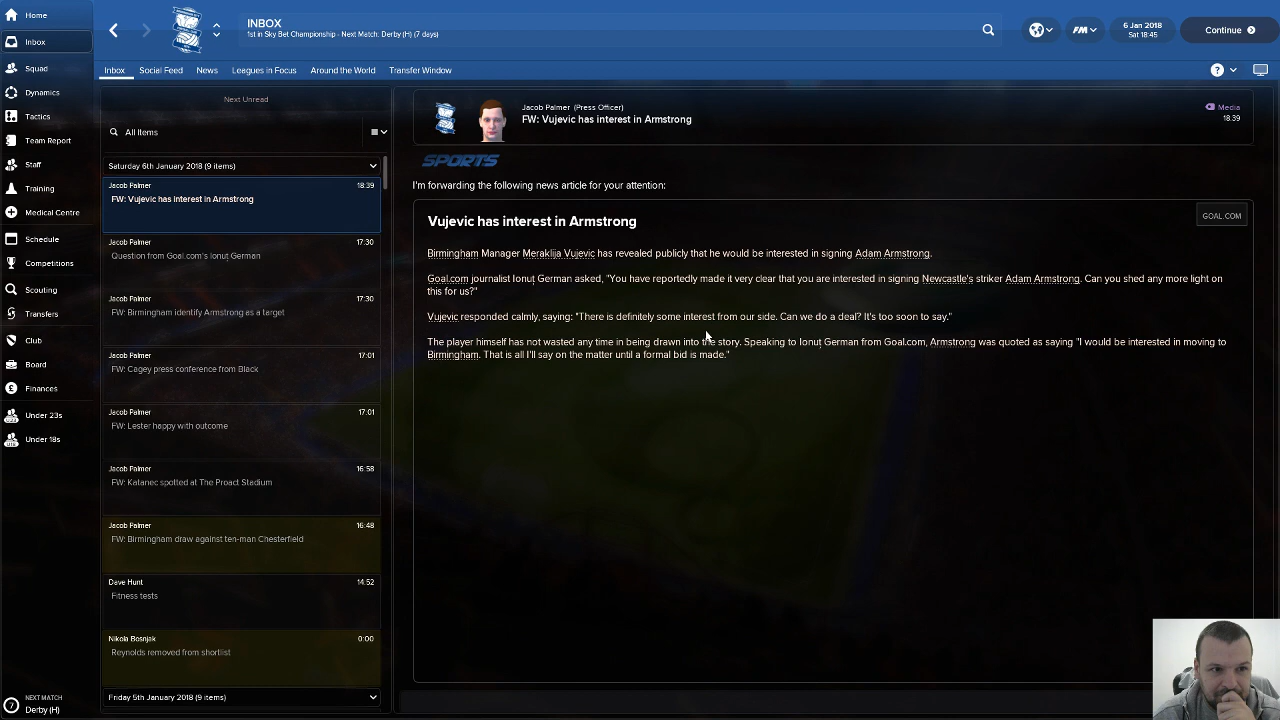 Home
Inbox
Squad
Dynamics
Tactics
Team Report
Staff
Training
Medical Centre
Schedule
Competitions
Scouting
Transfers
Club
Board
Finances
Under 23s
Under 18s
NEXT MATCH
7 Derby (H)
INBOX
1st in Sky Bet Championship - Next Match: Derby (H) (7 days)
FM
6 Jan 2018
Sat 18:45
Continue
Inbox Social Feed News Leagues in Focus Around the World Transfer Window
?
Next Unread
All Items
Saturday 6th January 2018 (9 items)
Jacob Palmer 18:39
FW: Vujevic has interest in Armstrong
Jacob Palmer 17:30
Question from Goal.com's Ionuț German
Jacob Palmer 17:30
FW: Birmingham identify Armstrong as a target
Jacob Palmer 17:01
FW: Cagey press conference from Black
Jacob Palmer 17:01
FW: Lester happy with outcome
Jacob Palmer 16:58
FW: Katanec spotted at The Proact Stadium
Jacob Palmer 16:48
FW: Birmingham draw against ten-man Chesterfield
Dave Hunt 14:52
Fitness tests
Nikola Bosnjak 0:00
Reynolds removed from shortlist
Friday 5th January 2018 (9 items)
Jacob Palmer (Press Officer)
FW: Vujevic has interest in Armstrong
Media
18.39
SPORTS
I'm forwarding the following news article for your attention:
Vujevic has interest in Armstrong
GOAL.COM
Birmingham Manager Meraklija Vujevic has revealed publicly that he would be interested in signing Adam Armstrong.
Goal.com journalist Ionuț German asked, "You have reportedly made it very clear that you are interested in signing Newcastle's striker Adam Armstrong. Can you shed any more light on
this for us?"
Vujevic responded calmly, saying: "There is definitely some interest from our side. Can we do a deal? It's too soon to say."
The player himself has not wasted any time in being drawn into the story. Speaking to Ionuț German from Goal.com, Armstrong was quoted as saying "I would be interested in moving to
Birmingham. That is all I'll say on the matter until a formal bid is made."